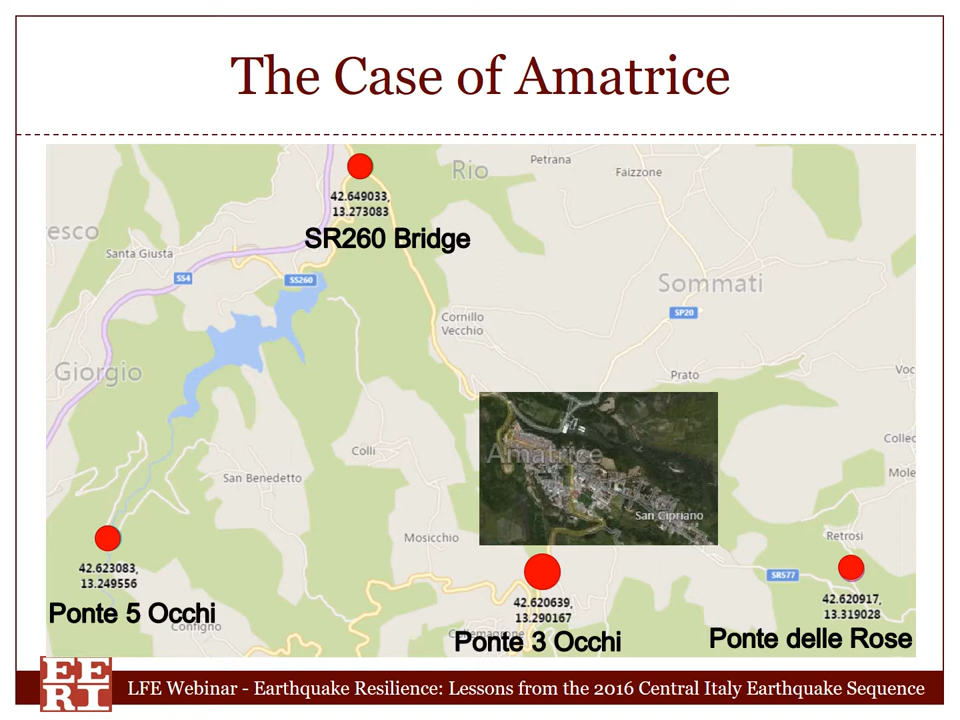 The Case of Amatrice
Rio
Petrana
Faizzone
42.649033,
13.273083
SR260 Bridge
esco
Santa Giusta
SS4
SS260
Sommati
SP20
Cornillo
Vecchio
Giorgio
Prato
Voc
Amatrice
Colli
Collec
San Benedetto
Mole
San Cipriano
Mosicchio
Retrosi
42.623083,
13.249556
Ponte 5 Occhi
Configno
42.620639,
13.290167
Ponte 3 Occhi
SR577
42.620917,
13.319028
Ponte delle Rose
EE
RI
LFE Webinar - Earthquake Resilience: Lessons from the 2016 Central Italy Earthquake Sequence